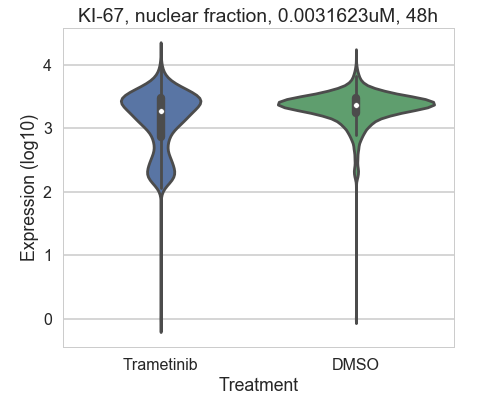 KI-67, nuclear fraction, 0.0031623uM, 48h
Expression (log10)
4
3
2
1
0
Trametinib
DMSO
Treatment